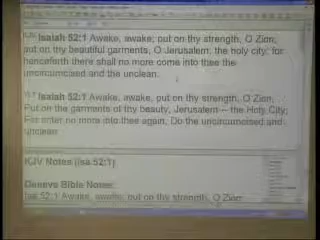 Isaiah 52:1 Awake, awake; put on thy strength, O Zion;
put on thy beautiful garments, O Jerusalem, the holy city: for
henceforth there shall no more come into thee the
uncircumcised and the unclean.
Isaiah 52:1 Awake, awake, put on thy strength, O Zion,
Put on the garments of thy beauty, Jerusalem -- the Holy City;
For enter no more into thee again, Do the uncircumcised and
unclean
KJV Notes (Isa 52:1)
Geneva Bible Notes:
Isa 52:1 Awake, awake; put on thy strength, O Zion;